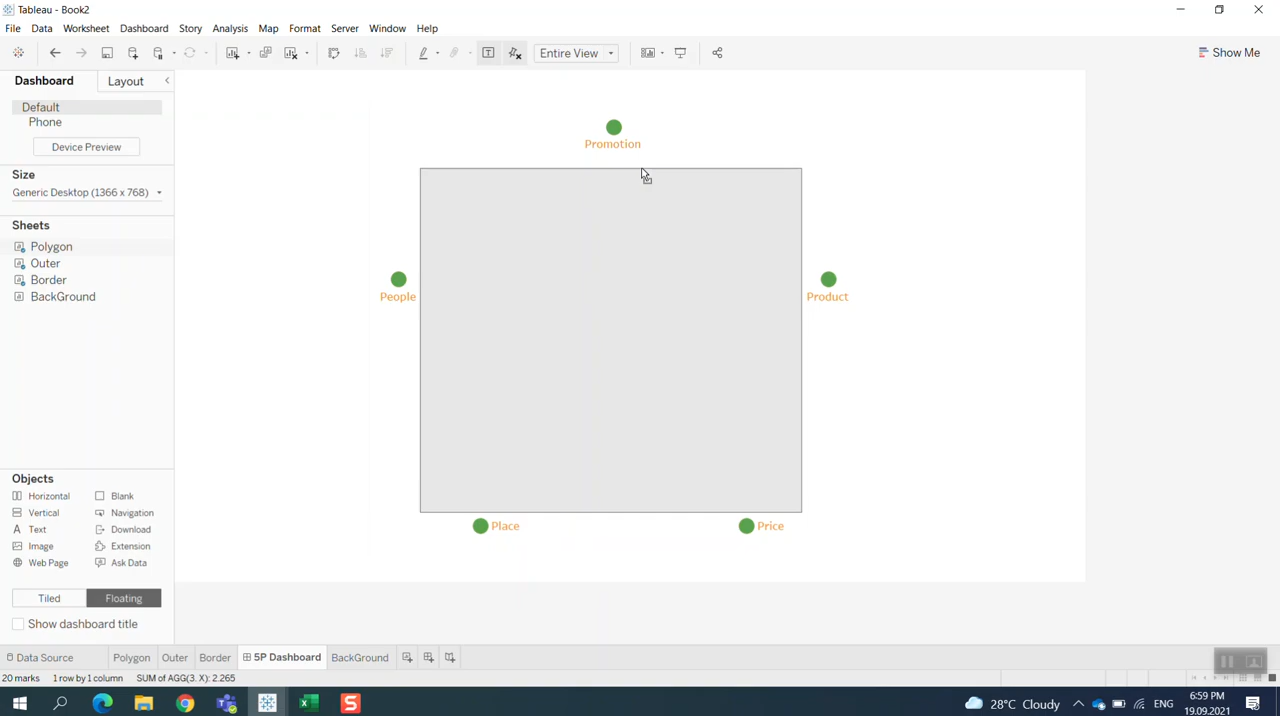 Tableau - Book2
File Data Worksheet Dashboard Story Analysis Map Format Server Window Help
Entire View
Show Me
Dashboard Layout
Default
Phone
Device Preview
Size
Generic Desktop (1366 x 768)
Sheets
Polygon
Outer
Border
BackGround
Promotion
People
Product
Place
Price
Objects
Horizontal Blank
Vertical Navigation
A Text Download
Image Extension
Web Page Ask Data
Tiled Floating
Show dashboard title
Data Source Polygon Outer Border 5P Dashboard BackGround
20 marks 1 row by 1 column SUM of AGG(3. X): 2.265
28°C Cloudy ENG
6:59 PM
19.09.2021